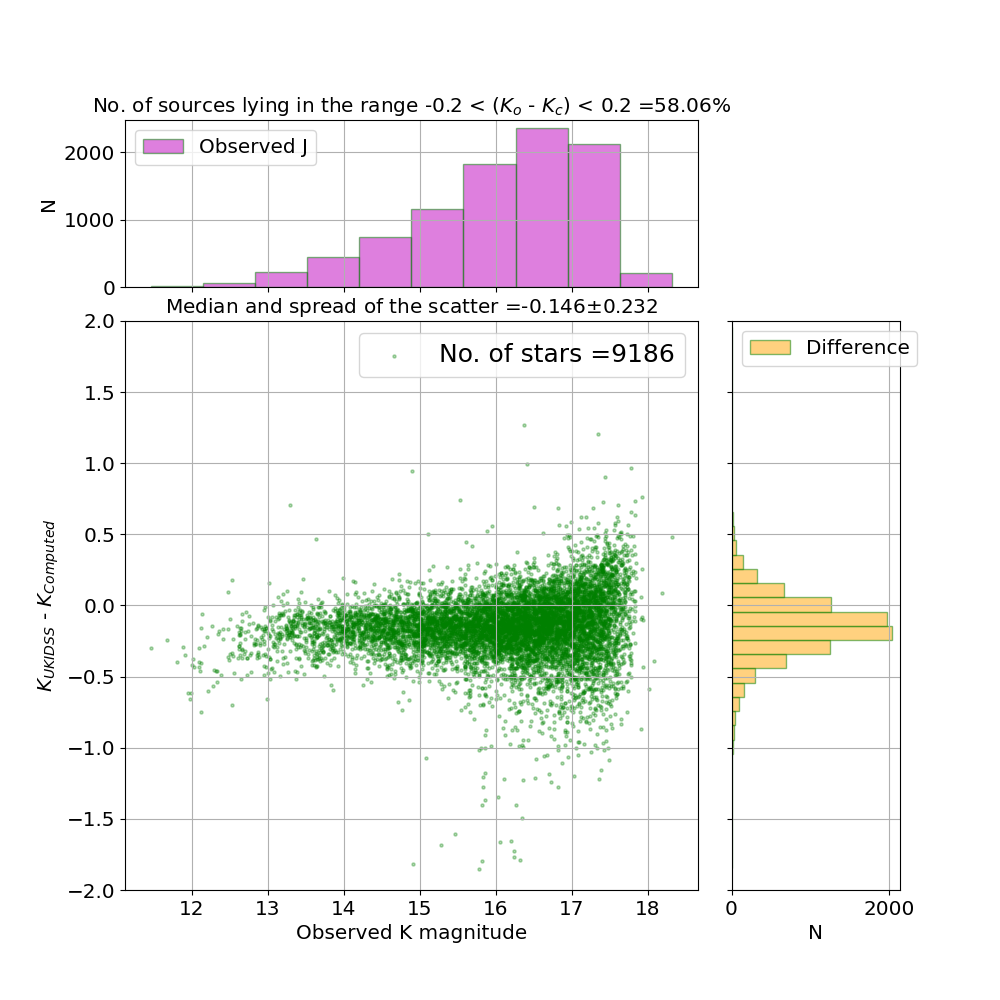 No. of sources lying in the range -0.2 < (K_o - K_c) < 0.2 =58.06%
Observed J
N
2000
1000
0
Median and spread of the scatter =-0.146±0.232
No. of stars =9186
Difference
K_UKIDSS - K_Computed
2.0
1.5
1.0
0.5
0.0
−0.5
−1.0
−1.5
−2.0
12 13 14 15 16 17 18
0 2000
Observed K magnitude
N